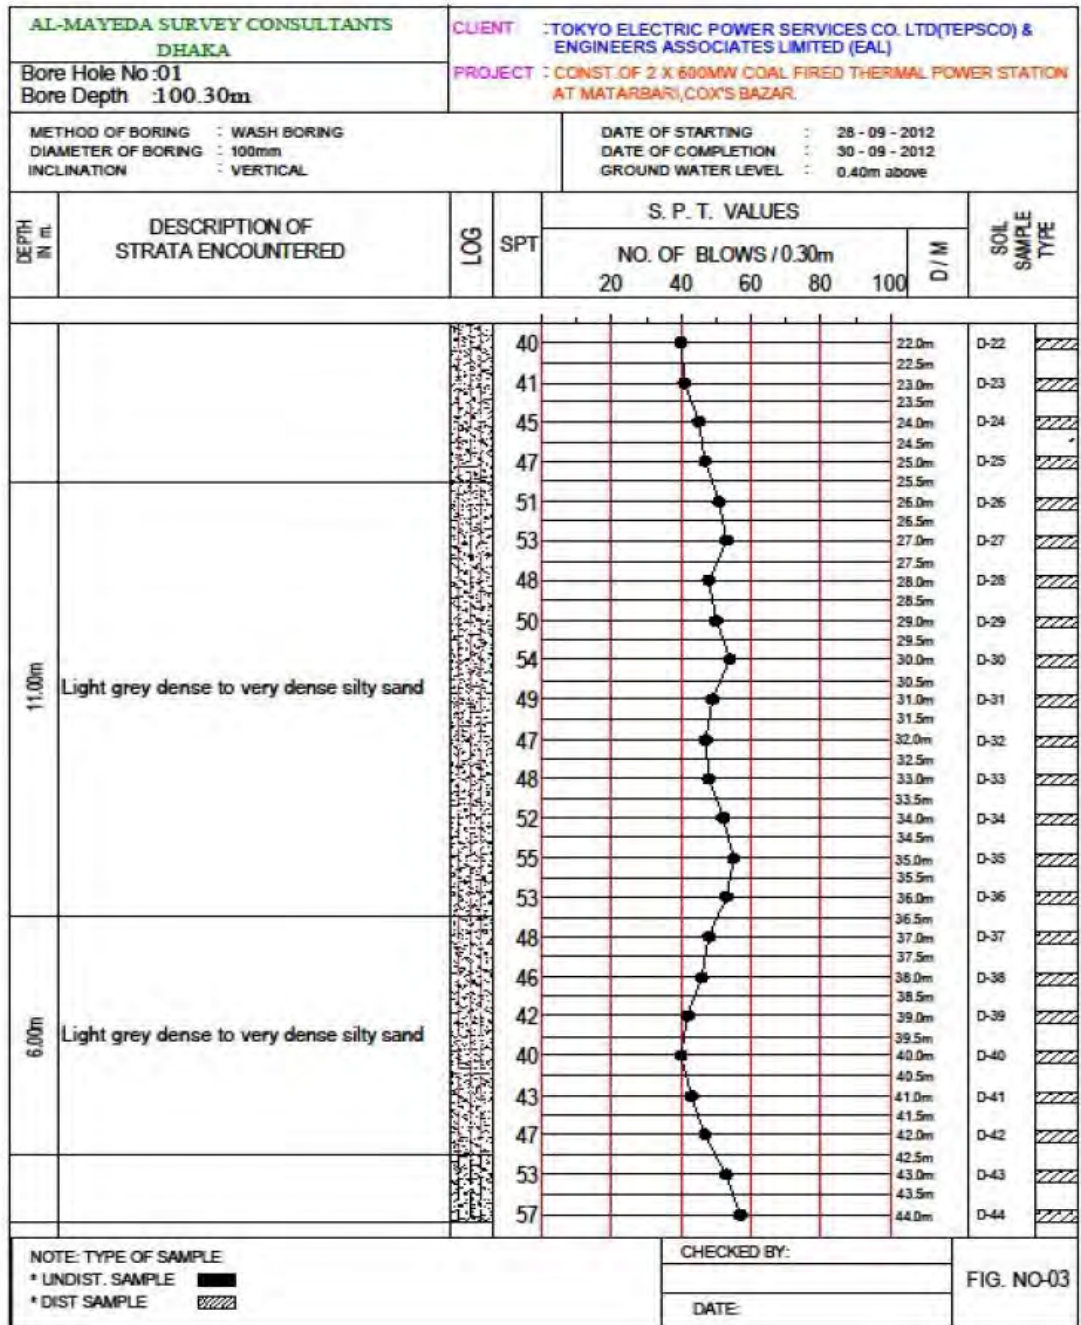 AL-MAYEDA SURVEY CONSULTANTS
DHAKA
Bore Hole No :01
Bore Depth :100.30m
CLIENT :TOKYO ELECTRIC POWER SERVICES CO. LTD(TEPSCO) &
ENGINEERS ASSOCIATES LIMITED (EAL)
PROJECT : CONST. OF 2 X 600MW COAL FIRED THERMAL POWER STATION
AT MATARBARI,COX'S BAZAR.
METHOD OF BORING : WASH BORING
DIAMETER OF BORING : 100mm
INCLINATION : VERTICAL
DATE OF STARTING : 28 - 09 - 2012
DATE OF COMPLETION : 30 - 09 - 2012
GROUND WATER LEVEL : 0.40m above
DEPTH
IN m.
DESCRIPTION OF
STRATA ENCOUNTERED
LOG
SPT
S. P. T. VALUES
NO. OF BLOWS / 0.30m
20 40 60 80 100
D / M
SOIL
SAMPLE
TYPE
40 22.0m D-22
22.5m
41 23.0m D-23
23.5m
45 24.0m D-24
24.5m
47 25.0m D-25
25.5m
51 26.0m D-26
26.5m
53 27.0m D-27
27.5m
48 28.0m D-28
28.5m
50 29.0m D-29
29.5m
54 30.0m D-30
30.5m
11.00m Light grey dense to very dense silty sand
49 31.0m D-31
31.5m
47 32.0m D-32
32.5m
48 33.0m D-33
33.5m
52 34.0m D-34
34.5m
55 35.0m D-35
35.5m
53 36.0m D-36
36.5m
48 37.0m D-37
37.5m
46 38.0m D-38
38.5m
42 39.0m D-39
39.5m
6.00m Light grey dense to very dense silty sand
40 40.0m D-40
40.5m
43 41.0m D-41
41.5m
47 42.0m D-42
42.5m
53 43.0m D-43
43.5m
57 44.0m D-44
NOTE: TYPE OF SAMPLE
* UNDIST. SAMPLE
* DIST SAMPLE
CHECKED BY:
DATE:
FIG. NO-03